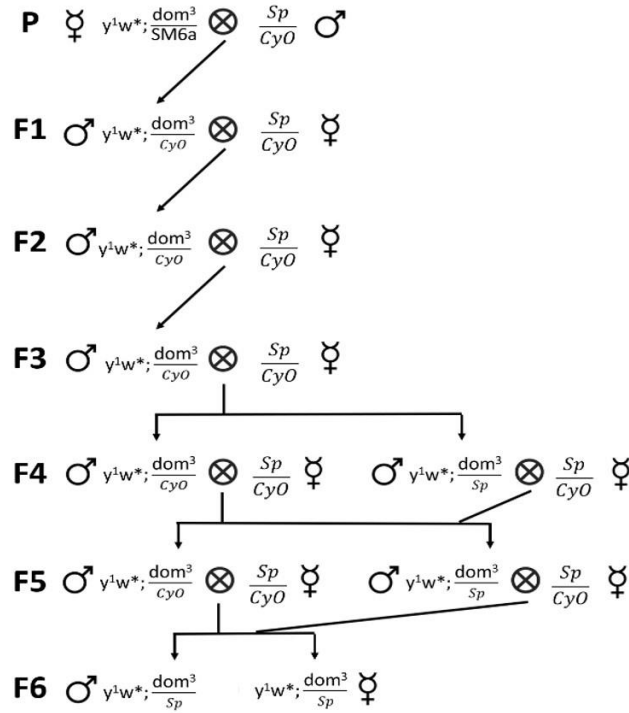 P ☿ y¹w*; dom³/SM6a ⊗ Sp/CyO ♂
F1 ♂ y¹w*; dom³/CyO ⊗ Sp/CyO ☿
F2 ♂ y¹w*; dom³/CyO ⊗ Sp/CyO ☿
F3 ♂ y¹w*; dom³/CyO ⊗ Sp/CyO ☿
F4 ♂ y¹w*; dom³/CyO ⊗ Sp/CyO ☿ ♂ y¹w*; dom³/Sp ⊗ Sp/CyO ☿
F5 ♂ y¹w*; dom³/CyO ⊗ Sp/CyO ☿ ♂ y¹w*; dom³/Sp ⊗ Sp/CyO ☿
F6 ♂ y¹w*; dom³/Sp y¹w*; dom³/Sp ☿